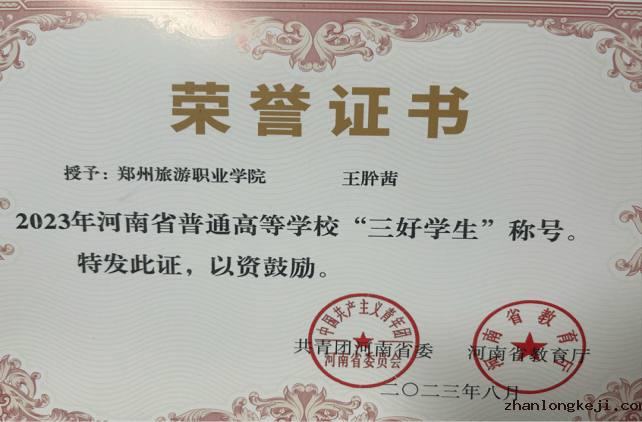 荣誉证书
授予：郑州旅游职业学院 王肸茜
2023年河南省普通高等学校“三好学生”称号。
特发此证，以资鼓励。
中国共产主义青年团
河南省委员会
河南省教育厅
共青团河南省委 河南省教育厅
二〇二三年八月
zhanlongkeji.com